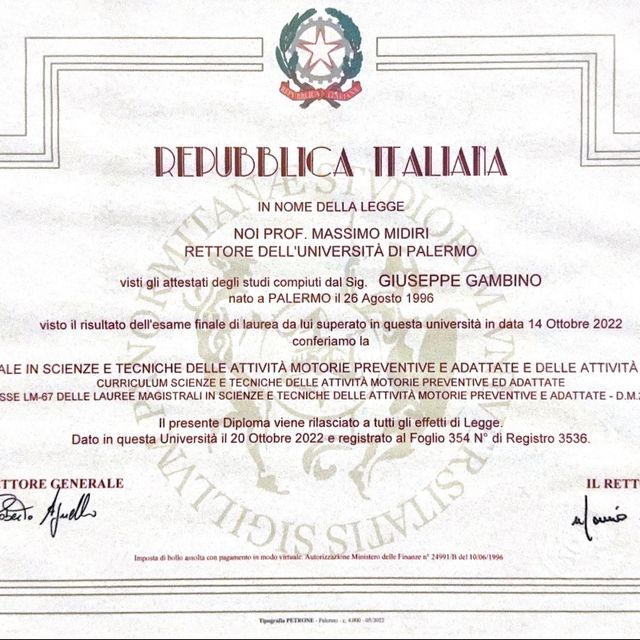 REPUBBLICA ITALIANA
REPUBBLICA ITALIANA
IN NOME DELLA LEGGE
NOI PROF. MASSIMO MIDIRI
RETTORE DELL'UNIVERSITÀ DI PALERMO
visti gli attestati degli studi compiuti dal Sig. GIUSEPPE GAMBINO
nato a PALERMO il 26 Agosto 1996
visto il risultato dell'esame finale di laurea da lui superato in questa università in data 14 Ottobre 2022
conferiamo la
ALE IN SCIENZE E TECNICHE DELLE ATTIVITÀ MOTORIE PREVENTIVE E ADATTATE E DELLE ATTIVITÀ
CURRICULUM SCIENZE E TECNICHE DELLE ATTIVITÀ MOTORIE PREVENTIVE ED ADATTATE
SSE LM-67 DELLE LAUREE MAGISTRALI IN SCIENZE E TECNICHE DELLE ATTIVITÀ MOTORIE PREVENTIVE E ADATTATE - D.M.
Il presente Diploma viene rilasciato a tutti gli effetti di Legge.
Dato in questa Università il 20 Ottobre 2022 e registrato al Foglio 354 N° di Registro 3536.
ETTORE GENERALE
IL RETT
Imposta di bollo assolta con pagamento in modo virtuale. Autorizzazione Ministero delle Finanze n° 24991/B del 10/06/1996
Tipografia PETRONE - Palermo - c. 4.000 - 05/2022